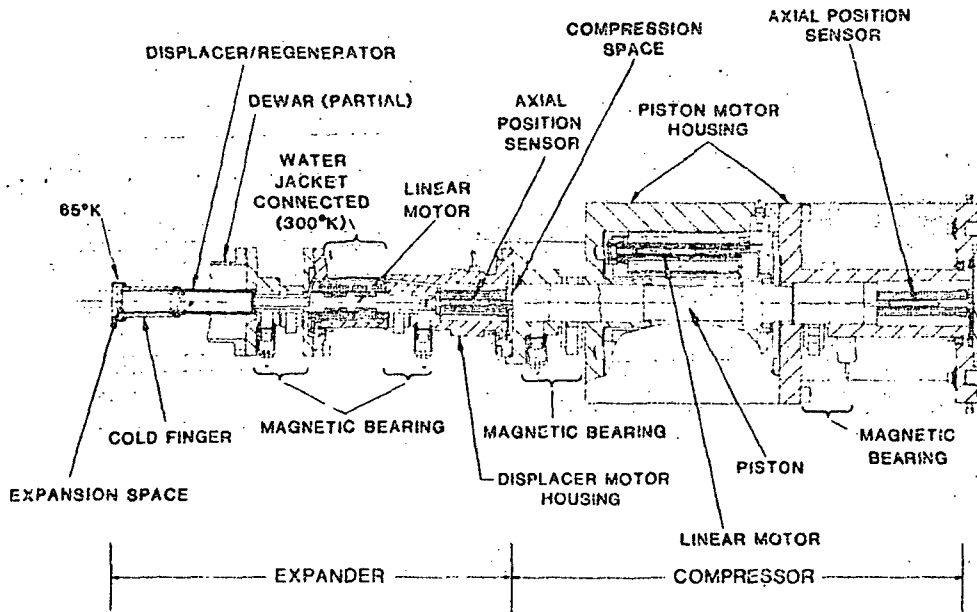 AXIAL POSITION
SENSOR
COMPRESSION
SPACE
DISPLACER/REGENERATOR
DEWAR (PARTIAL)
AXIAL
POSITION
SENSOR
PISTON MOTOR
HOUSING
WATER
JACKET
CONNECTED
(300°K)
LINEAR
MOTOR
65°K
COLD FINGER
MAGNETIC BEARING
MAGNETIC BEARING
MAGNETIC
BEARING
EXPANSION SPACE
DISPLACER MOTOR
HOUSING
PISTON
LINEAR MOTOR
EXPANDER
COMPRESSOR